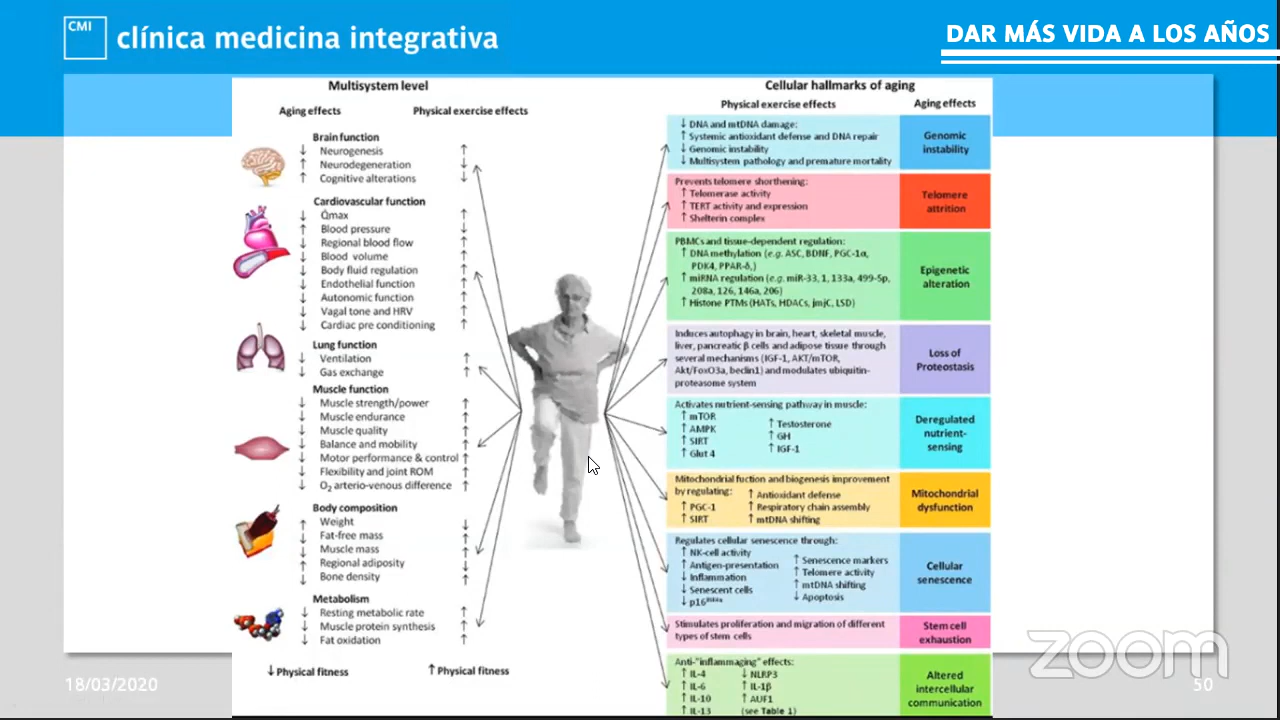 CMI
clínica medicina integrativa
DAR MÁS VIDA A LOS AÑOS
Multisystem level
Aging effects
Physical exercise effects
Brain function
↓ Neurogenesis ↑
↑ Neurodegeneration ↓
↑ Cognitive alterations ↓
Cardiovascular function
↓ Q̇max ↑
↑ Blood pressure ↓
↓ Regional blood flow ↑
↓ Blood volume ↑
↓ Body fluid regulation ↑
↓ Endothelial function ↑
↓ Autonomic function ↑
↓ Vagal tone and HRV ↑
↓ Cardiac pre conditioning ↑
Lung function
↓ Ventilation ↑
↓ Gas exchange ↑
Muscle function
↓ Muscle strength/power ↑
↓ Muscle endurance ↑
↓ Muscle quality ↑
↓ Balance and mobility ↑
↓ Motor performance & control ↑
↓ Flexibility and joint ROM ↑
↓ O₂ arterio-venous difference ↑
Body composition
↑ Weight ↓
↓ Fat-free mass ↑
↓ Muscle mass ↑
↑ Regional adiposity ↓
↓ Bone density ↑
Metabolism
↓ Resting metabolic rate ↑
↓ Muscle protein synthesis ↑
↓ Fat oxidation ↑
↓ Physical fitness
↑ Physical fitness
Cellular hallmarks of aging
Physical exercise effects
Aging effects
↓ DNA and mtDNA damage:
↑ Systemic antioxidant defense and DNA repair
↓ Genomic instability
↓ Multisystem pathology and premature mortality
Genomic
instability
Prevents telomere shortening:
↑ Telomerase activity
↑ TERT activity and expression
↑ Shelterin complex
Telomere
attrition
PBMCs and tissue-dependent regulation:
↑ DNA methylation (e.g. ASC, BDNF, PGC-1α,
PDK4, PPAR-δ,)
↑ miRNA regulation (e.g. miR-33, 1, 133a, 499-5p,
208a, 126, 146a, 206)
↑ Histone PTMs (HATs, HDACs, jmjC, LSD)
Epigenetic
alteration
Induces autophagy in brain, heart, skeletal muscle,
liver, pancreatic β cells and adipose tissue through
several mechanisms (IGF-1, AKT/mTOR,
Akt/FoxO3a, beclin1) and modulates ubiquitin-
proteasome system
Loss of
Proteostasis
Activates nutrient-sensing pathway in muscle:
↑ mTOR
↑ AMPK
↑ SIRT
↑ Glut 4
↑ Testosterone
↑ GH
↑ IGF-1
Deregulated
nutrient-
sensing
Mitochondrial fuction and biogenesis improvement
by regulating:
↑ PGC-1
↑ SIRT
↑ Antioxidant defense
↑ Respiratory chain assembly
↑ mtDNA shifting
Mitochondrial
dysfunction
Regulates cellular senescence through:
↑ NK-cell activity
↑ Antigen-presentation
↓ Inflammation
↓ Senescent cells
↓ p16
↑ Senescence markers
↑ Telomere activity
↑ mtDNA shifting
↓ Apoptosis
Cellular
senescence
Stimulates proliferation and migration of different
types of stem cells
Stem cell
exhaustion
Anti-"inflammaging" effects:
↑ IL-4
↑ IL-6
↑ IL-10
↑ IL-13
↓ NLRP3
↑ IL-1β
↑ AUF1
(see Table 1)
Altered
intercellular
communication
zoom
18/03/2020
50